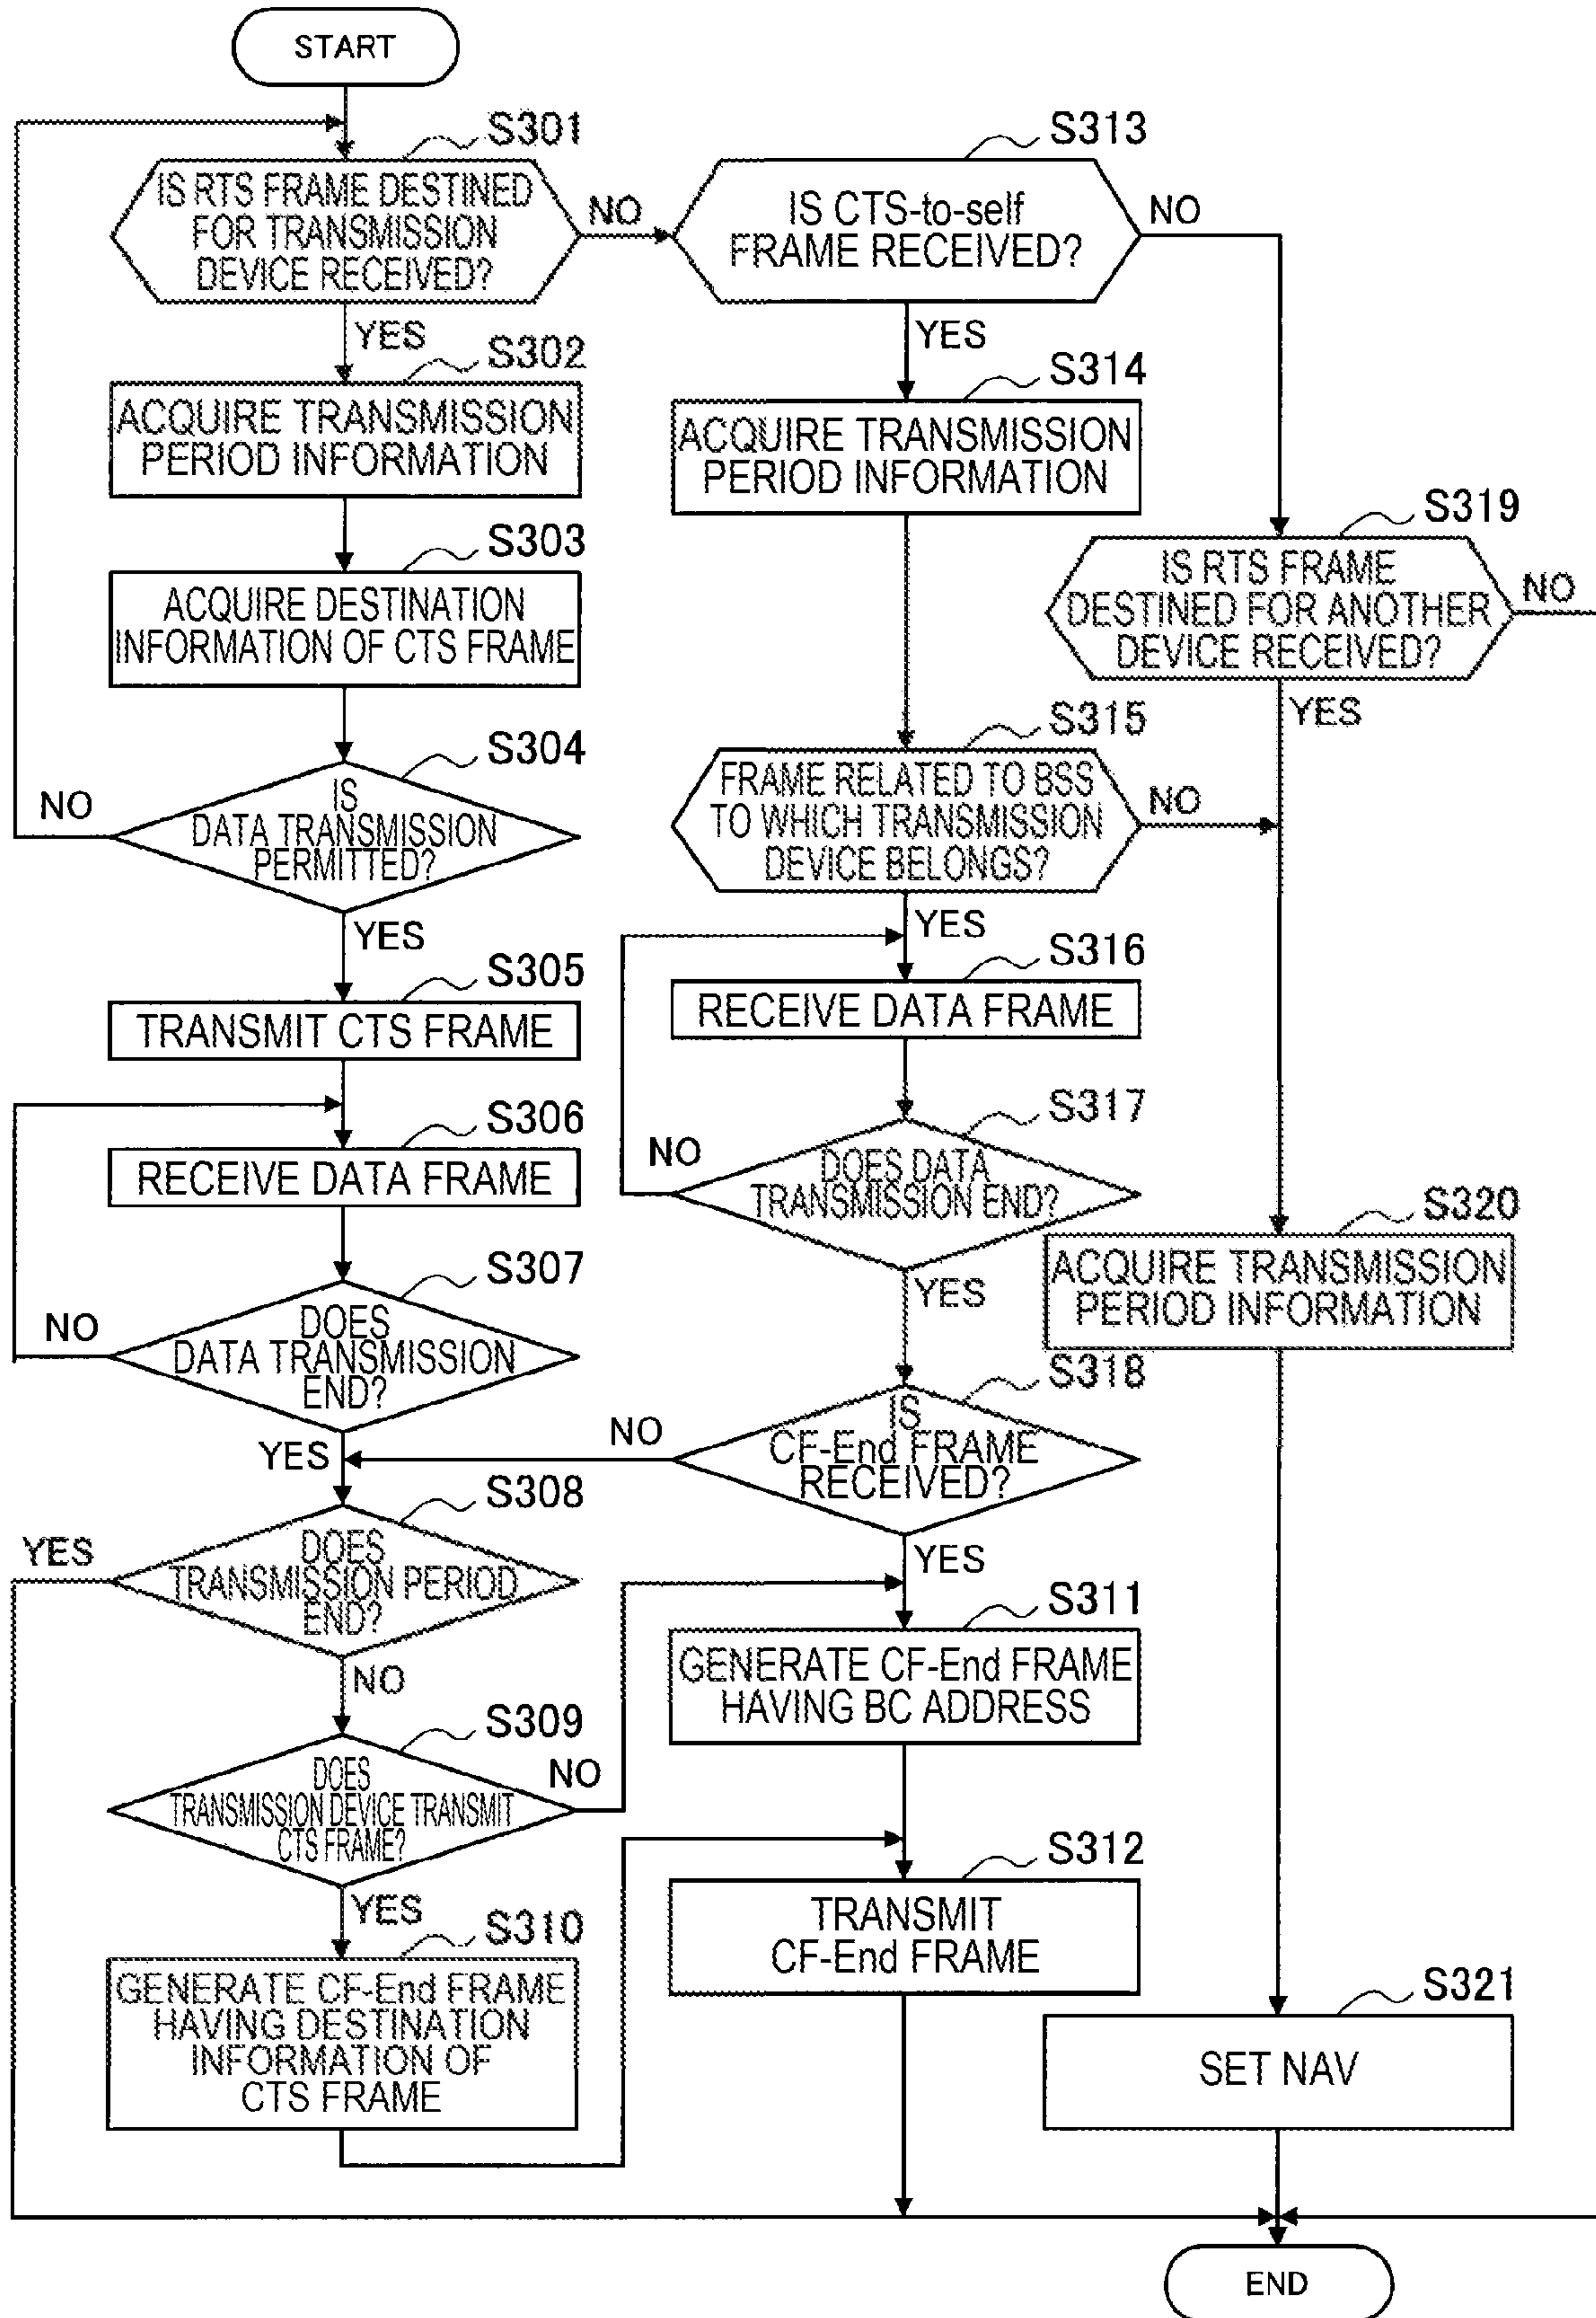 START
S301
IS RTS FRAME DESTINED
FOR TRANSMISSION
DEVICE RECEIVED?
NO
YES
S302
ACQUIRE TRANSMISSION
PERIOD INFORMATION
S303
ACQUIRE DESTINATION
INFORMATION OF CTS FRAME
S304
IS
DATA TRANSMISSION
PERMITTED?
NO
YES
S305
TRANSMIT CTS FRAME
S306
RECEIVE DATA FRAME
S307
DOES
DATA TRANSMISSION
END?
NO
YES
S308
DOES
TRANSMISSION PERIOD
END?
YES
NO
S309
DOES
TRANSMISSION DEVICE TRANSMIT
CTS FRAME?
NO
YES
S310
GENERATE CF-End FRAME
HAVING DESTINATION
INFORMATION OF
CTS FRAME
S313
IS CTS-to-self
FRAME RECEIVED?
NO
YES
S314
ACQUIRE TRANSMISSION
PERIOD INFORMATION
S315
FRAME RELATED TO BSS
TO WHICH TRANSMISSION
DEVICE BELONGS?
NO
YES
S316
RECEIVE DATA FRAME
S317
DOES DATA
TRANSMISSION END?
NO
YES
S318
IS
CF-End FRAME
RECEIVED?
NO
YES
S311
GENERATE CF-End FRAME
HAVING BC ADDRESS
S312
TRANSMIT
CF-End FRAME
S319
IS RTS FRAME
DESTINED FOR ANOTHER
DEVICE RECEIVED?
NO
YES
S320
ACQUIRE TRANSMISSION
PERIOD INFORMATION
S321
SET NAV
END